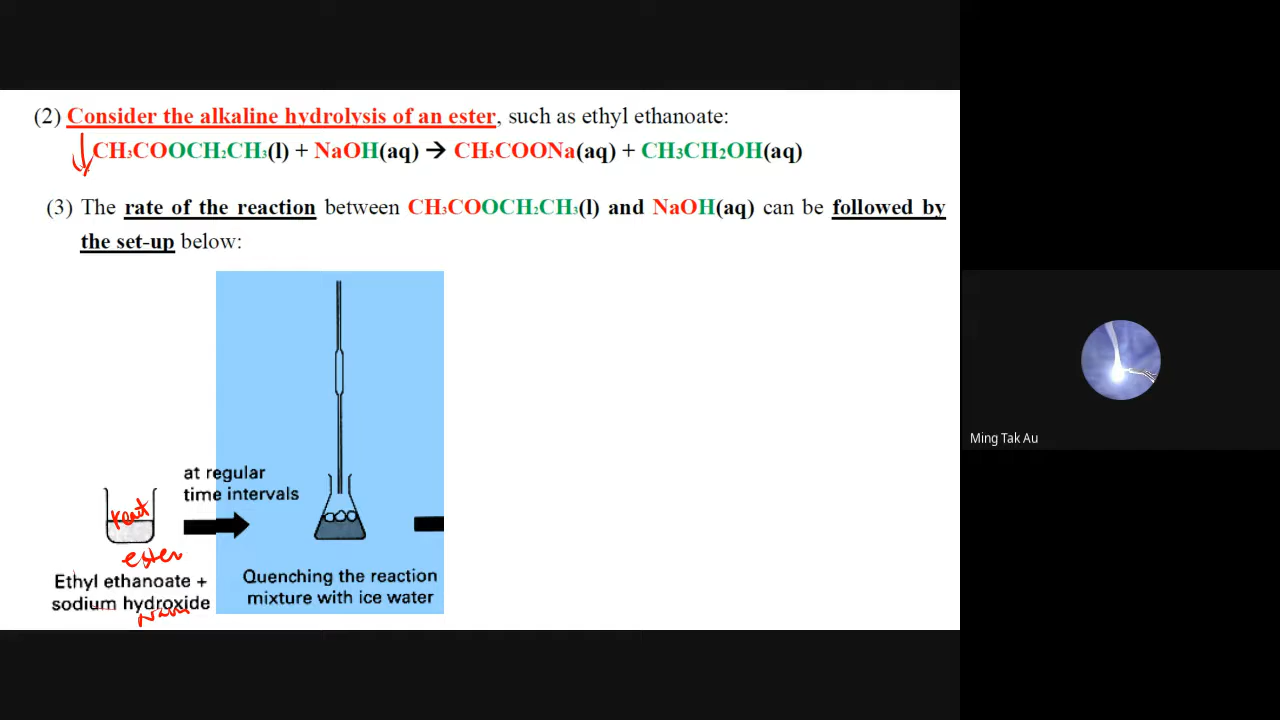 (2) Consider the alkaline hydrolysis of an ester, such as ethyl ethanoate:
CH₃COOCH₂CH₃(l) + NaOH(aq) → CH₃COONa(aq) + CH₃CH₂OH(aq)
(3) The rate of the reaction between CH₃COOCH₂CH₃(l) and NaOH(aq) can be followed by
the set-up below:
at regular
time intervals
react
ester
Ethyl ethanoate +
sodium hydroxide
Quenching the reaction
mixture with ice water
Ming Tak Au